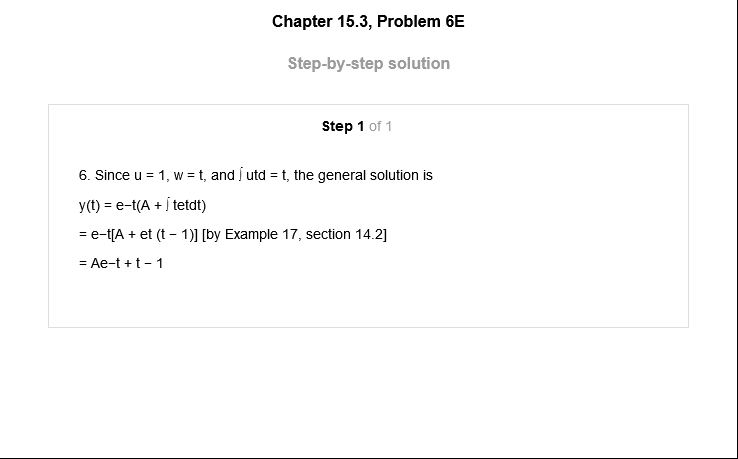 Chapter 15.3, Problem 6E
Step-by-step solution
Step 1 of 1
6. Since u = 1, w = t, and ∫ utd = t, the general solution is
y(t) = e−t(A + ∫ tetdt)
= e−t[A + et (t − 1)] [by Example 17, section 14.2]
= Ae−t + t − 1